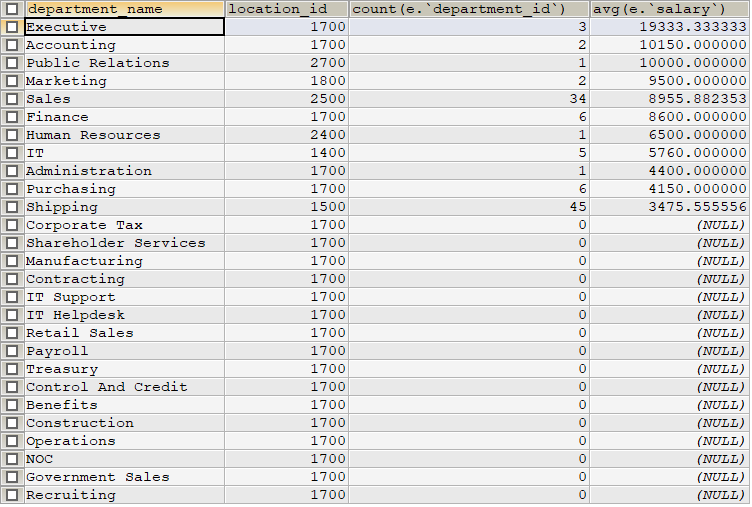 department_name location_id count(e.`department_id`) avg(e.`salary`)
Executive 1700 3 19333.333333
Accounting 1700 2 10150.000000
Public Relations 2700 1 10000.000000
Marketing 1800 2 9500.000000
Sales 2500 34 8955.882353
Finance 1700 6 8600.000000
Human Resources 2400 1 6500.000000
IT 1400 5 5760.000000
Administration 1700 1 4400.000000
Purchasing 1700 6 4150.000000
Shipping 1500 45 3475.555556
Corporate Tax 1700 0 (NULL)
Shareholder Services 1700 0 (NULL)
Manufacturing 1700 0 (NULL)
Contracting 1700 0 (NULL)
IT Support 1700 0 (NULL)
IT Helpdesk 1700 0 (NULL)
Retail Sales 1700 0 (NULL)
Payroll 1700 0 (NULL)
Treasury 1700 0 (NULL)
Control And Credit 1700 0 (NULL)
Benefits 1700 0 (NULL)
Construction 1700 0 (NULL)
Operations 1700 0 (NULL)
NOC 1700 0 (NULL)
Government Sales 1700 0 (NULL)
Recruiting 1700 0 (NULL)